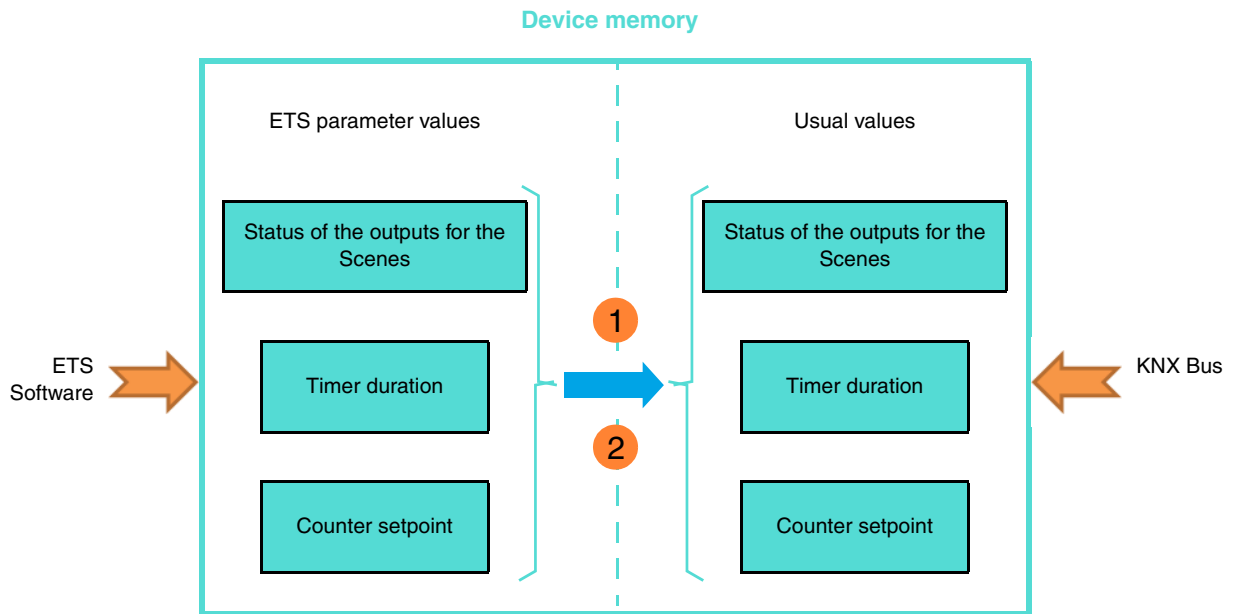 Device memory
ETS parameter values
Usual values
Status of the outputs for the
Scenes
Status of the outputs for the
Scenes
1
ETS
Software
Timer duration
Timer duration
KNX Bus
2
Counter setpoint
Counter setpoint